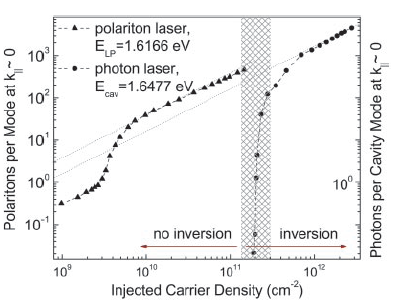 polariton laser,
E_LP=1.6166 eV
photon laser,
E_cav=1.6477 eV
Polaritons per Mode at k_||~ 0
10^3
10^2
10^1
10^0
10^-1
10^0
Photons per Cavity Mode at k_||~ 0
no inversion
inversion
10^9
10^10
10^11
10^12
Injected Carrier Density (cm^-2)